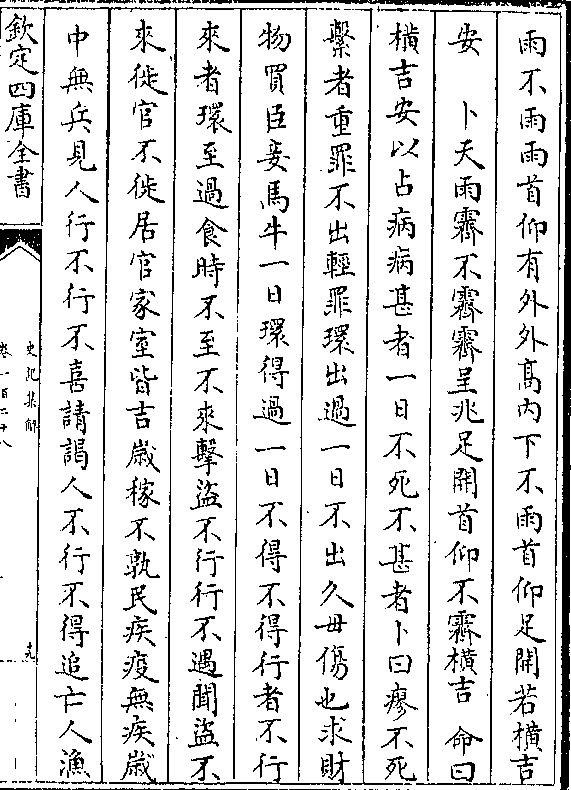 雨不雨雨首仰有外外髙内下不雨首仰足開若橫吉
安　卜天雨霽不霽霽呈兆足開首仰不霽橫吉　命曰
橫吉安以占病病甚者一日不死不甚者卜日瘳不死
繫者重罪不出輕罪環出過一日不出久毋傷也求財
物買臣妾馬牛一日環得過一日不得不得行者不行
來者環至過食時不至不來擊盜不行行不遇聞盜不
來徙官不徙居官家室皆吉嵗稼不孰民疾疫無疾嵗
中無兵見人行不行不喜請謁人不行不得追亡人漁
欽定四庫全書
史記集解
卷一百二十八